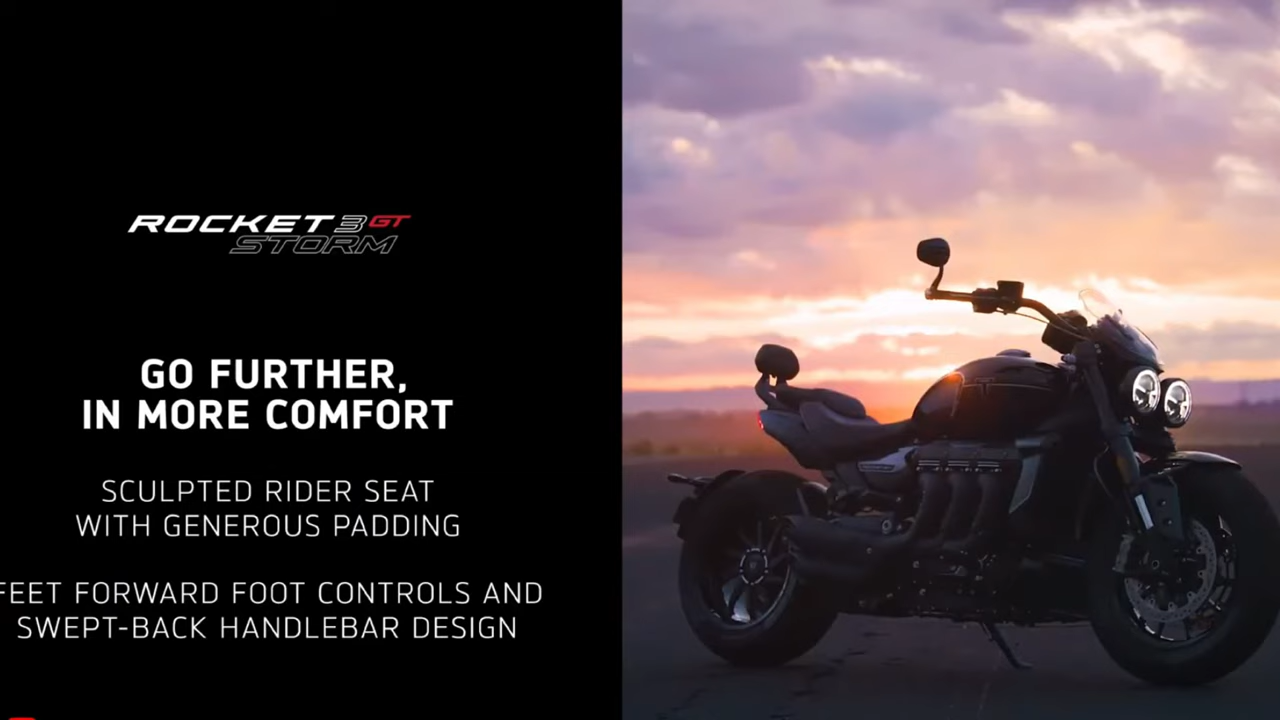 ROCKET 3 GT
STORM
GO FURTHER,
IN MORE COMFORT
SCULPTED RIDER SEAT
WITH GENEROUS PADDING
FEET FORWARD FOOT CONTROLS AND
SWEPT-BACK HANDLEBAR DESIGN